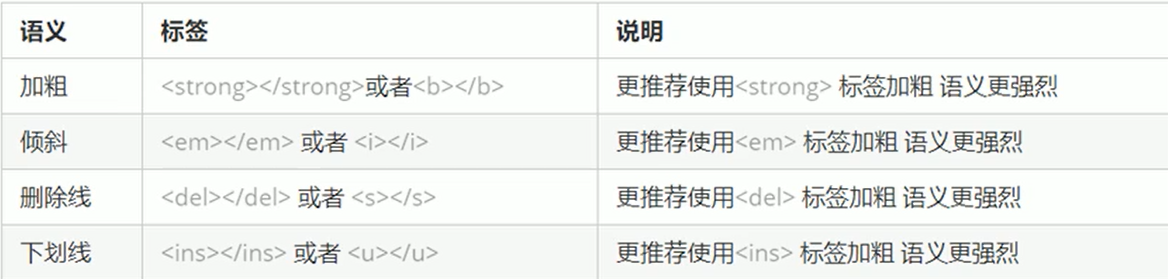 语义 标签 说明
加粗 <strong></strong>或者<b></b> 更推荐使用<strong> 标签加粗 语义更强烈
倾斜 <em></em> 或者 <i></i> 更推荐使用<em> 标签加粗 语义更强烈
删除线 <del></del> 或者 <s></s> 更推荐使用<del> 标签加粗 语义更强烈
下划线 <ins></ins> 或者 <u></u> 更推荐使用<ins> 标签加粗 语义更强烈